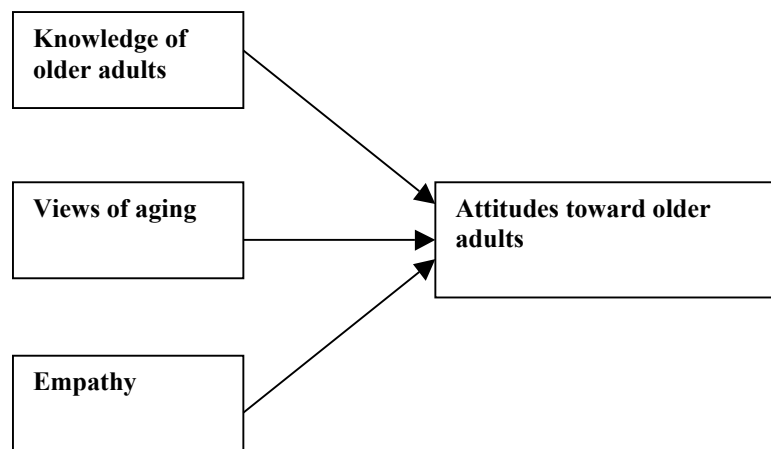 Knowledge of
older adults
Views of aging
Attitudes toward older
adults
Empathy